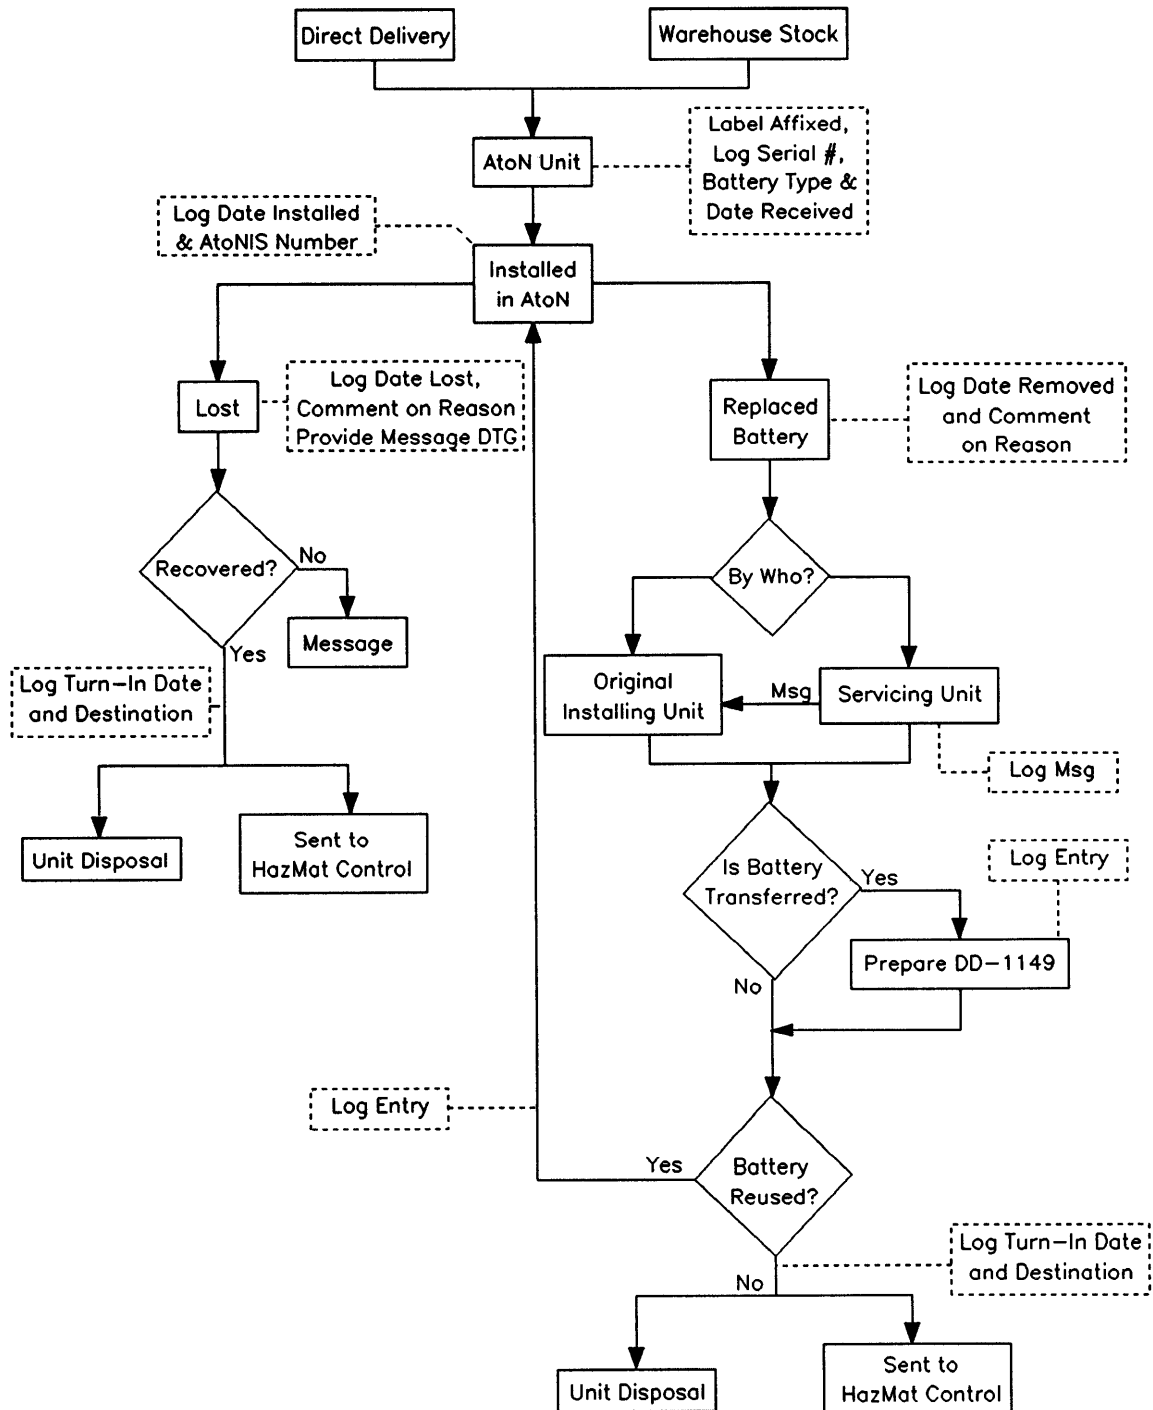 Direct Delivery
Warehouse Stock
Label Affixed,
Log Serial #,
Battery Type &
Date Received
AtoN Unit
Log Date Installed
& AtoNIS Number
Installed
in AtoN
Log Date Lost,
Comment on Reason
Provide Message DTG
Lost
Replaced
Battery
Log Date Removed
and Comment
on Reason
Recovered?
No
Message
Yes
By Who?
Log Turn-In Date
and Destination
Original
Installing Unit
Msg
Servicing Unit
Log Msg
Unit Disposal
Sent to
HazMat Control
Is Battery
Transferred?
Yes
Log Entry
Prepare DD-1149
No
Log Entry
Yes
Battery
Reused?
Log Turn-In Date
and Destination
No
Unit Disposal
Sent to
HazMat Control